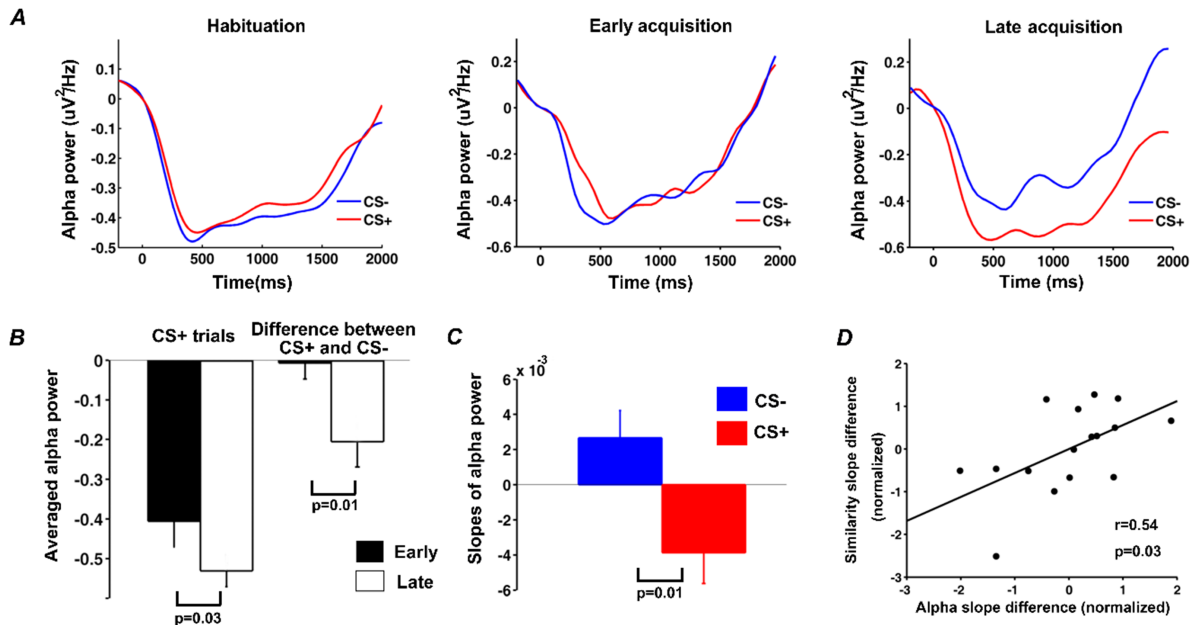 A
Habituation
Alpha power (uV²/Hz)
0.1
0
-0.1
-0.2
-0.3
-0.4
-0.5
0 500 1000 1500 2000
Time(ms)
CS-
CS+
Early acquisition
Alpha power (uV²/Hz)
0.2
0
-0.2
-0.4
-0.6
0 500 1000 1500 2000
Time (ms)
CS-
CS+
Late acquisition
Alpha power (uV²/Hz)
0.2
0
-0.2
-0.4
-0.6
0 500 1000 1500 2000
Time (ms)
CS-
CS+
B
CS+ trials
Difference between
CS+ and CS-
Averaged alpha power
0
-0.1
-0.2
-0.3
-0.4
-0.5
p=0.03
p=0.01
Early
Late
C
x 10⁻³
Slopes of alpha power
6
4
2
0
-2
-4
-6
CS-
CS+
p=0.01
D
Similarity slope difference
(normalized)
2
1
0
-1
-2
-3
-3 -2 -1 0 1 2
Alpha slope difference (normalized)
r=0.54
p=0.03